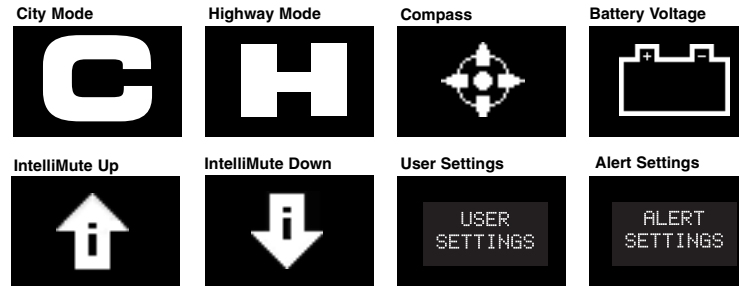 City Mode
Highway Mode
Compass
Battery Voltage
C
H
+ −
IntelliMute Up
IntelliMute Down
User Settings
Alert Settings
i
i
USER
SETTINGS
ALERT
SETTINGS